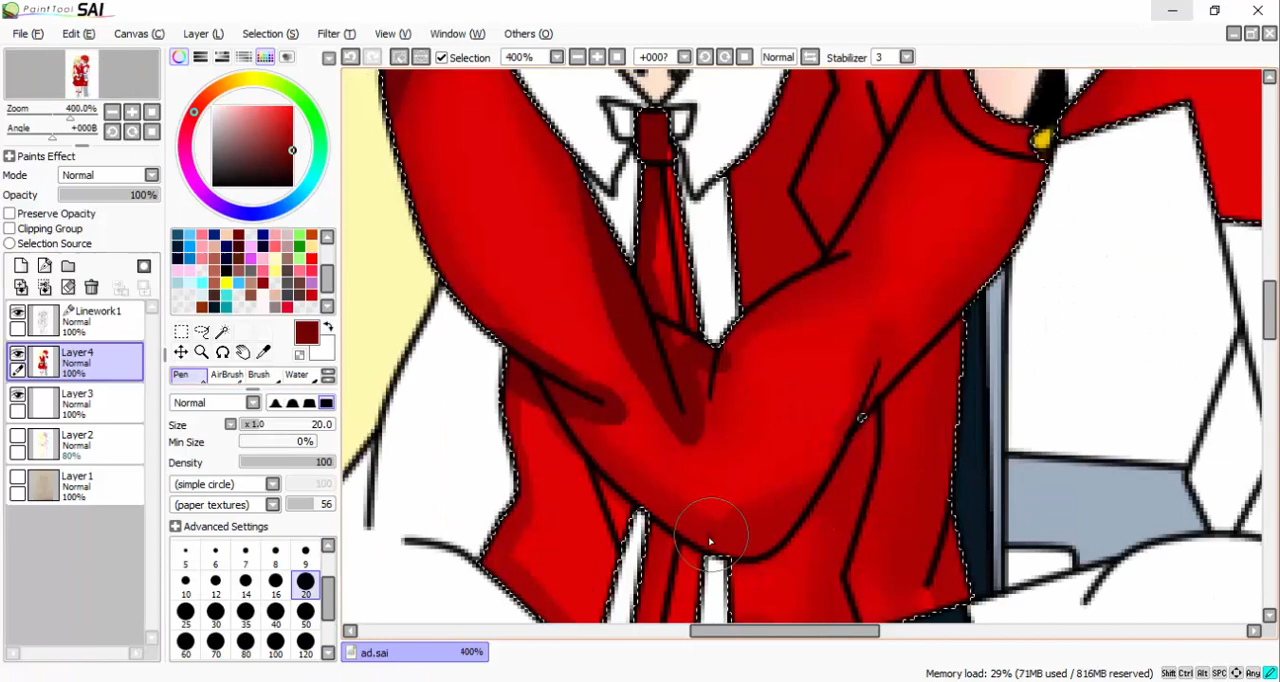 PaintTool SAI
File (F) Edit (E) Canvas (C) Layer (L) Selection (S) Filter (T) View (V) Window (W) Others (O)
Selection 400% +000? Normal Stabilizer 3
Zoom 400.0%
Angle +000B
Paints Effect
Mode Normal
Opacity 100%
Preserve Opacity
Clipping Group
Selection Source
Linework1
Normal
100%
Layer4
Normal
100%
Layer3
Normal
100%
Layer2
Normal
80%
Layer1
Normal
100%
Pen AirBrush Brush Water
Normal
Size x 1.0 20.0
Min Size 0%
Density 100
(simple circle) 100
(paper textures) 56
Advanced Settings
5 6 7 8 9
10 12 14 16 20
25 30 35 40 50
60 70 80 100 120
ad.sai 400%
Memory load: 29% (71MB used / 816MB reserved) Shift Ctrl Alt SPC Any